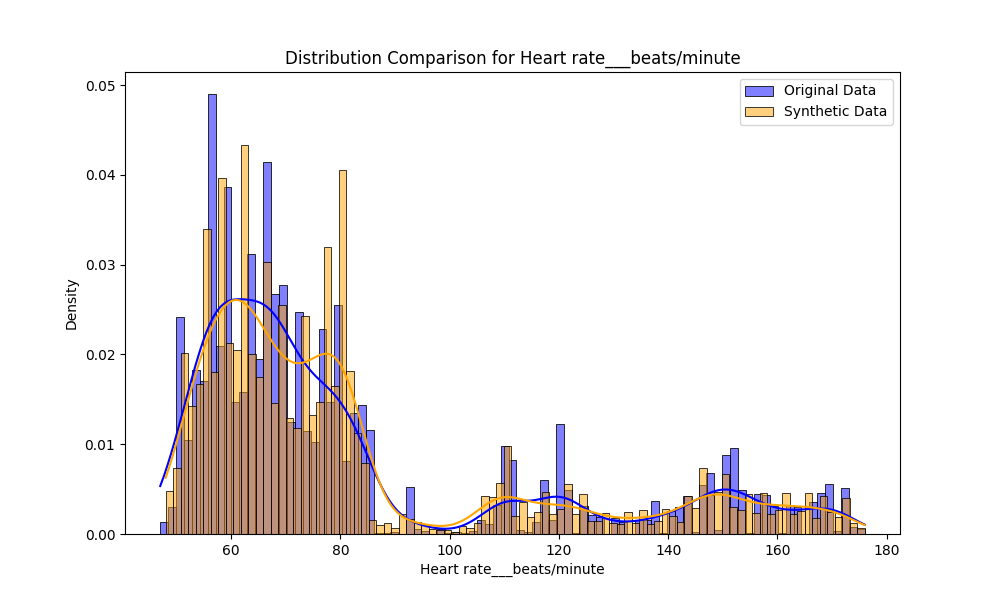 Distribution Comparison for Heart rate___beats/minute
Original Data
Synthetic Data
0.05
0.04
0.03
0.02
0.01
0.00
Density
60 80 100 120 140 160 180
Heart rate___beats/minute